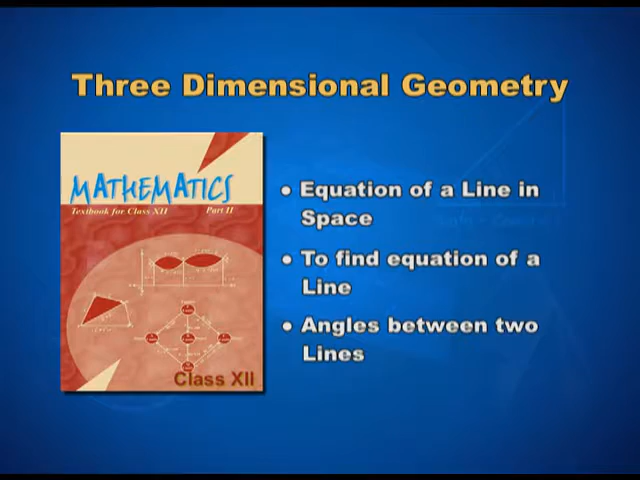 Three Dimensional Geometry
MATHEMATICS
Textbook for Class XII Part II
Class XII
• Equation of a Line in
Space
• To find equation of a
Line
• Angles between two
Lines